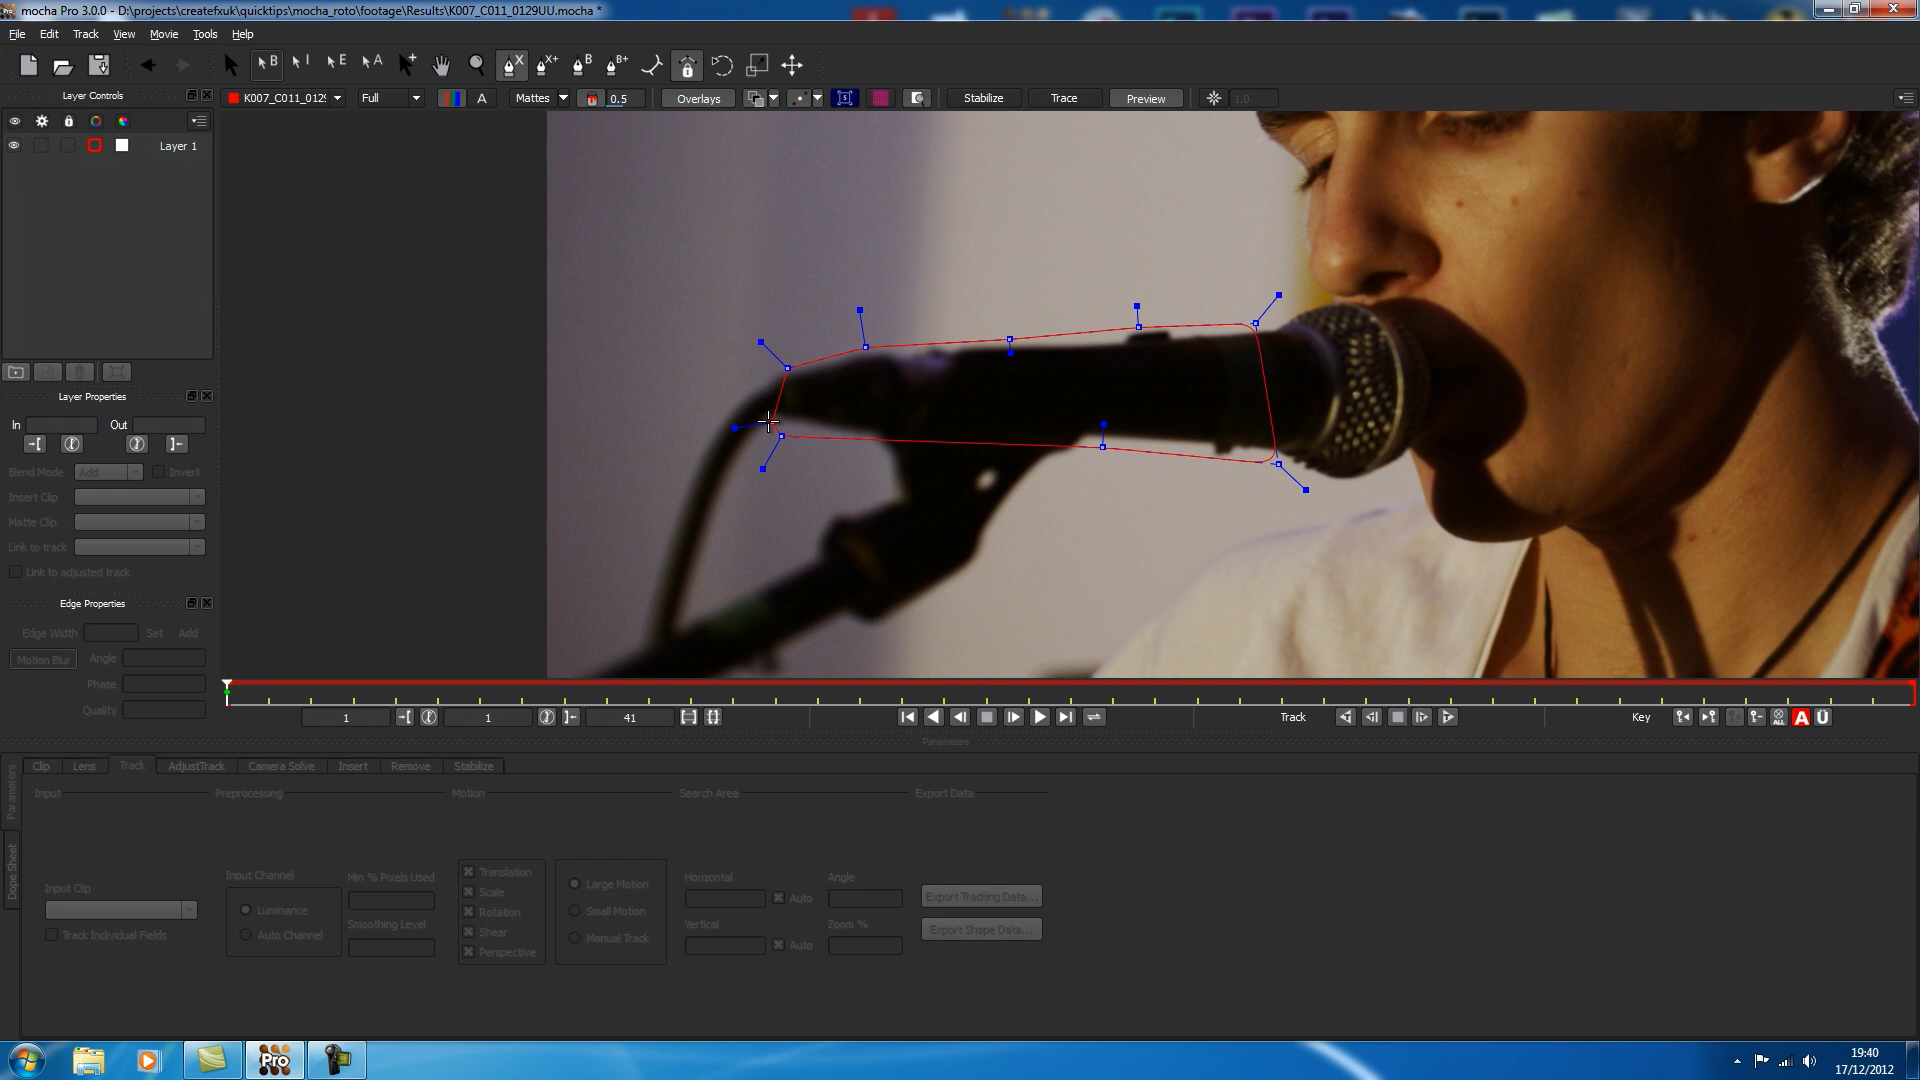 mocha Pro 3.0.0 - D:\projects\createfxuk\quicktips\mocha_roto\footage\Results\K007_C011_0129UU.mocha *
File Edit Track View Movie Tools Help
B I E A X X+ B B+
Layer Controls
K007_C011_0129 Full A Mattes 0.5 Overlays Stabilize Trace Preview 1.0
Layer 1
Layer Properties
In Out
Blend Mode Add Invert
Insert Clip
Matte Clip
Link to track
Link to adjusted track
Edge Properties
Edge Width Set Add
Motion Blur Angle
Phase
Quality
1 1 41 Track Key ALL A Ü
Parameters
Clip Lens Track AdjustTrack Camera Solve Insert Remove Stabilize
Parameters
Dope Sheet
Input Preprocessing Motion Search Area Export Data
Input Clip
Track Individual Fields
Input Channel
Luminance
Auto Channel
Min % Pixels Used
Smoothing Level
Translation
Scale
Rotation
Shear
Perspective
Large Motion
Small Motion
Manual Track
Horizontal
Auto
Vertical
Auto
Angle
Zoom %
Export Tracking Data...
Export Shape Data...
Pro
19:40
17/12/2012